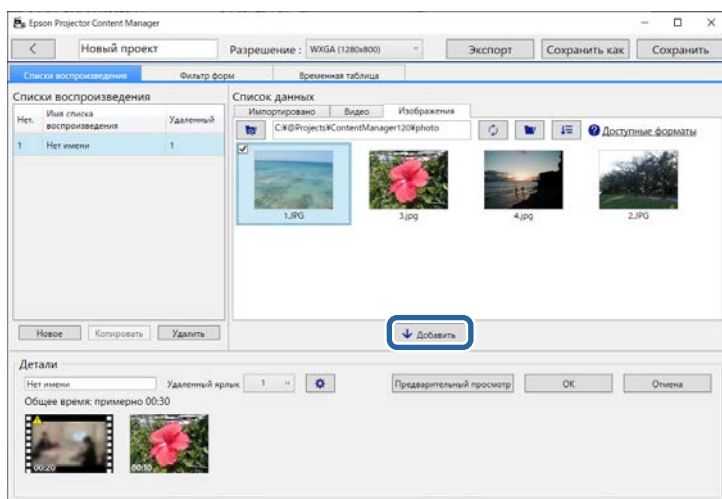 Epson Projector Content Manager
Новый проект
Разрешение :
WXGA (1280x800)
Экспорт
Сохранить как
Сохранить
Списки воспроизведения
Фильтр форм
Временная таблица
Списки воспроизведения
Нет.
Имя списка
воспроизведения
Удаленный
1
Нет имени
1
Новое
Копировать
Удалить
Список данных
Импортировано
Видео
Изображения
C:¥@Projects¥ContentManager120¥photo
Доступные форматы
1.JPG
3.jpg
4.jpg
2.JPG
Добавить
Детали
Нет имени
Удаленный ярлык
1
Предварительный просмотр
OK
Отмена
Общее время: примерно 00:30
00:20
00:10